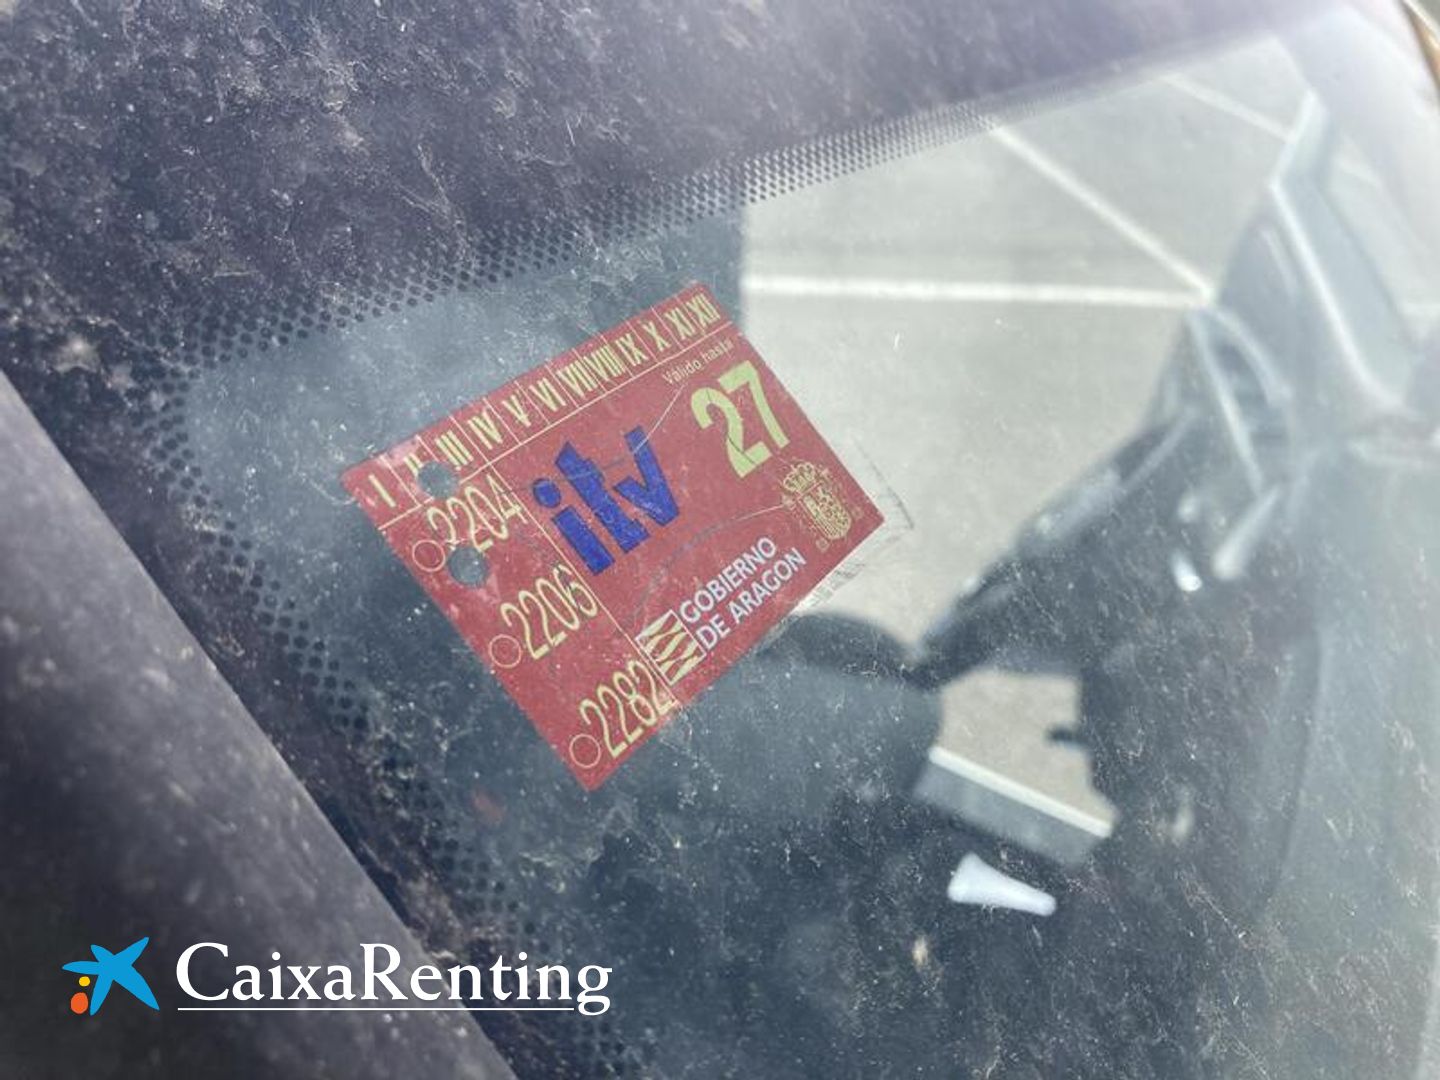 I II III IV V VI VII VIII IX X XI XII
Válido hasta
27
itv
2204
2206
2282
GOBIERNO
DE ARAGON
CaixaRenting